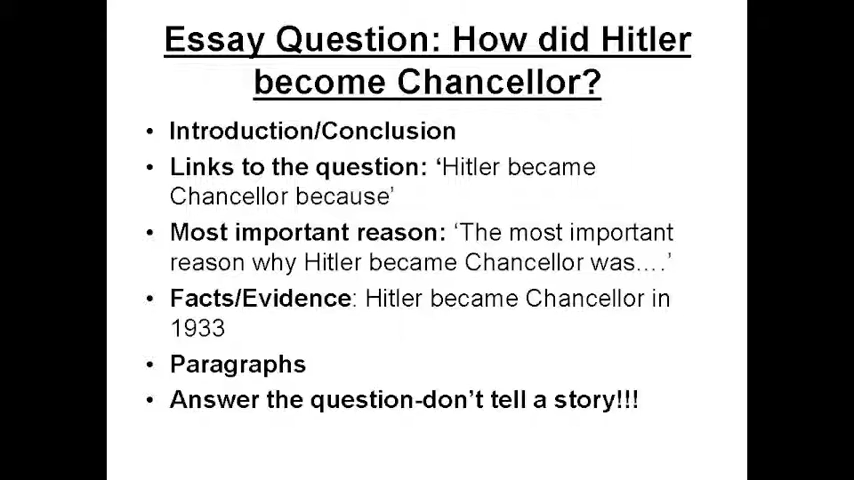 Essay Question: How did Hitler
become Chancellor?
• Introduction/Conclusion
• Links to the question: ‘Hitler became
Chancellor because’
• Most important reason: ‘The most important
reason why Hitler became Chancellor was….’
• Facts/Evidence: Hitler became Chancellor in
1933
• Paragraphs
• Answer the question-don’t tell a story!!!